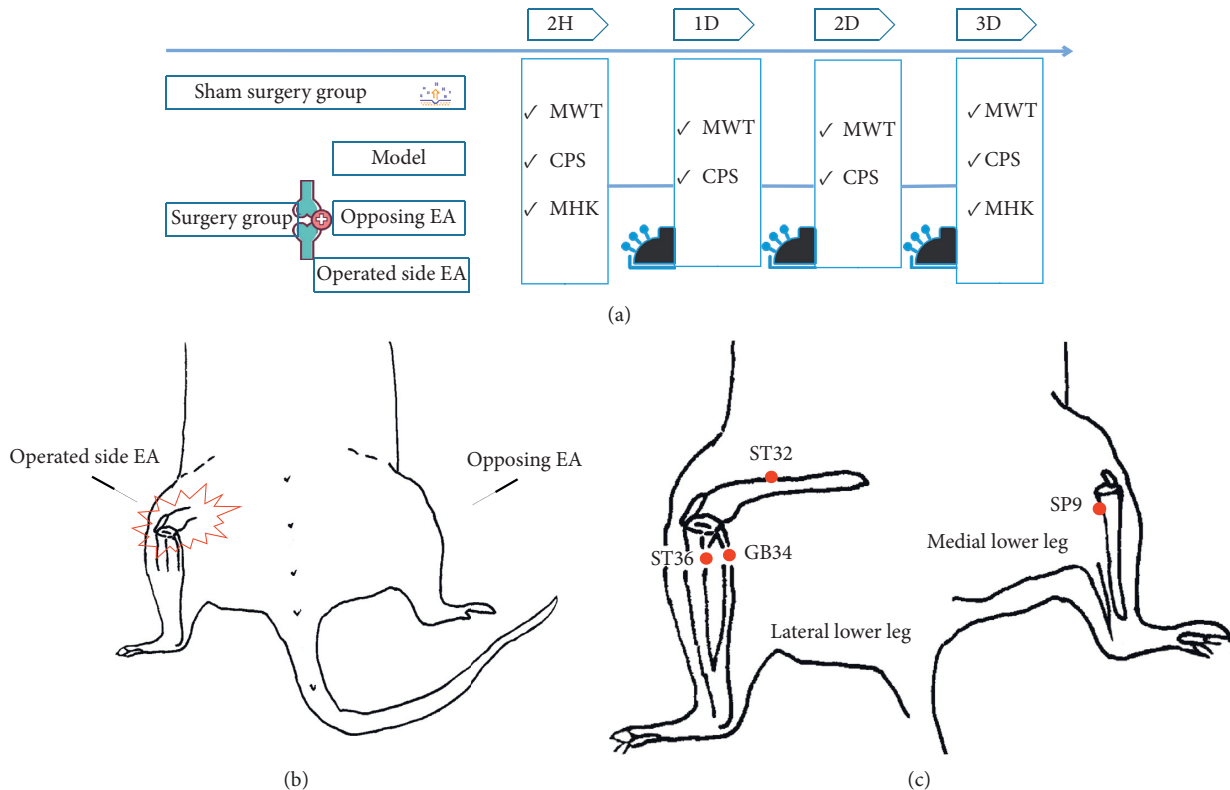 2H
1D
2D
3D
Sham surgery group
Model
Surgery group
Opposing EA
Operated side EA
✓ MWT
✓ CPS
✓ MHK
✓ MWT
✓ CPS
✓ MWT
✓ CPS
✓MWT
✓CPS
✓MHK
(a)
Operated side EA
Opposing EA
(b)
ST32
ST36
GB34
Lateral lower leg
SP9
Medial lower leg
(c)